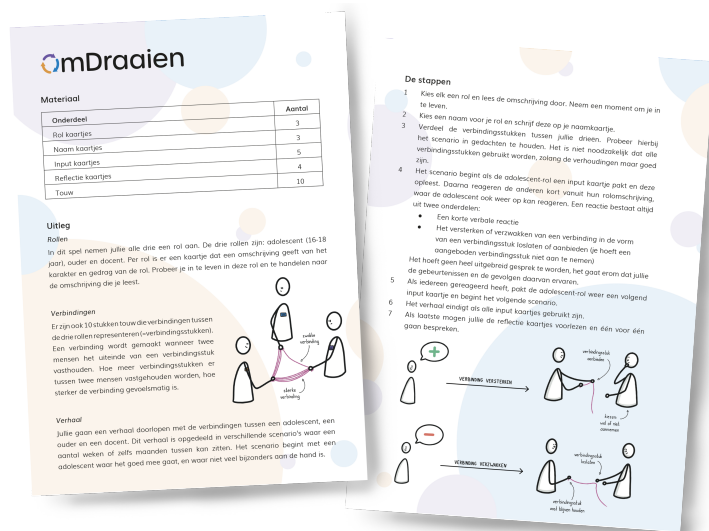 OmDraaien
Materiaal
Onderdeel Aantal
Rol kaartjes 3
Naam kaartjes 3
Input kaartjes 5
Reflectie kaartjes 4
Touw 10
Uitleg
Rollen
In dit spel nemen jullie alle drie een rol aan. De drie rollen zijn: adolescent (16-18
jaar), ouder en docent. Per rol is er een kaartje dat een omschrijving geeft van het
karakter en gedrag van de rol. Probeer je in te leven in deze rol en te handelen naar
de omschrijving die je leest.
Verbindingen
Er zijn ook 10 stukken touw die verbindingen tussen
de drie rollen representeren (=verbindingsstukken).
Een verbinding wordt gemaakt wanneer twee
mensen het uiteinde van een verbindingsstuk
vasthouden. Hoe meer verbindingsstukken er
tussen twee mensen vastgehouden worden, hoe
sterker de verbinding gevoelsmatig is.
zwakke
verbinding
sterke
verbinding
Verhaal
Jullie gaan een verhaal doorlopen met de verbindingen tussen een adolescent, een
ouder en een docent. Dit verhaal is opgedeeld in verschillende scenario's waar een
aantal weken of zelfs maanden tussen kan zitten. Het scenario begint met een
adolescent waar het goed mee gaat, en waar niet veel bijzonders aan de hand is.
De stappen
1 Kies elk een rol en lees de omschrijving door. Neem een moment om je in
te leven.
2 Kies een naam voor je rol en schrijf deze op je naamkaartje.
3 Verdeel de verbindingsstukken tussen jullie drieën. Probeer hierbij
het scenario in gedachten te houden. Het is niet noodzakelijk dat alle
verbindingsstukken gebruikt worden, zolang de verhoudingen maar goed
zijn.
4 Het scenario begint als de adolescent-rol een input kaartje pakt en deze
opleest. Daarna reageren de anderen kort vanuit hun rolomschrijving,
waar de adolescent ook weer op kan reageren. Een reactie bestaat altijd
uit twee onderdelen:
• Een korte verbale reactie
• Het versterken of verzwakken van een verbinding in de vorm
van een verbindingsstuk loslaten of aanbieden (je hoeft een
aangeboden verbindingsstuk niet aan te nemen)
Het hoeft geen heel uitgebreid gesprek te worden, het gaat erom dat jullie
de gebeurtenissen en de gevolgen daarvan ervaren.
5 Als iedereen gereageerd heeft, pakt de adolescent-rol weer een volgend
input kaartje en begint het volgende scenario.
6 Het verhaal eindigt als alle input kaartjes gebruikt zijn.
7 Als laatste mogen jullie de reflectie kaartjes voorlezen en één voor één
gaan bespreken.
VERBINDING VERSTERKEN
verbindingsstuk
aanbieden
kiezen
wel of niet
aannemen
VERBINDING VERZWAKKEN
verbindingsstuk
loslaten
verbindingsstuk
vast blijven houden